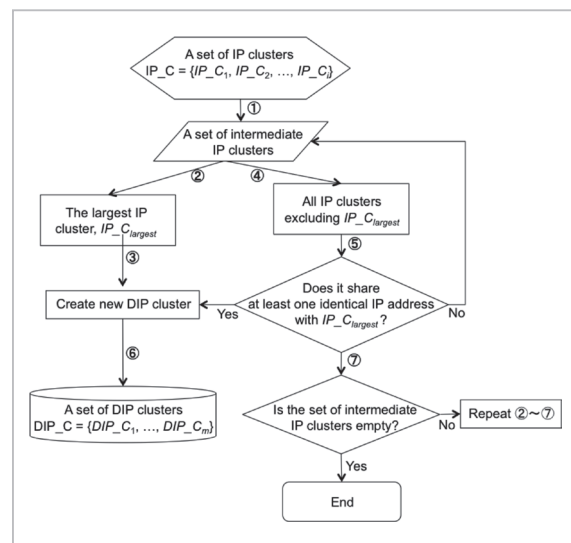 A set of IP clusters
IP_C = {IP_C1, IP_C2, ..., IP_Ci}
①
A set of intermediate
IP clusters
②
④
The largest IP
cluster, IP_Clargest
All IP clusters
excluding IP_Clargest
③
⑤
Create new DIP cluster
Yes
Does it share
at least one identical IP address
with IP_Clargest?
No
⑥
⑦
A set of DIP clusters
DIP_C = {DIP_C1, ..., DIP_Cm}
Is the set of intermediate
IP clusters empty?
No
Repeat ②~⑦
Yes
End